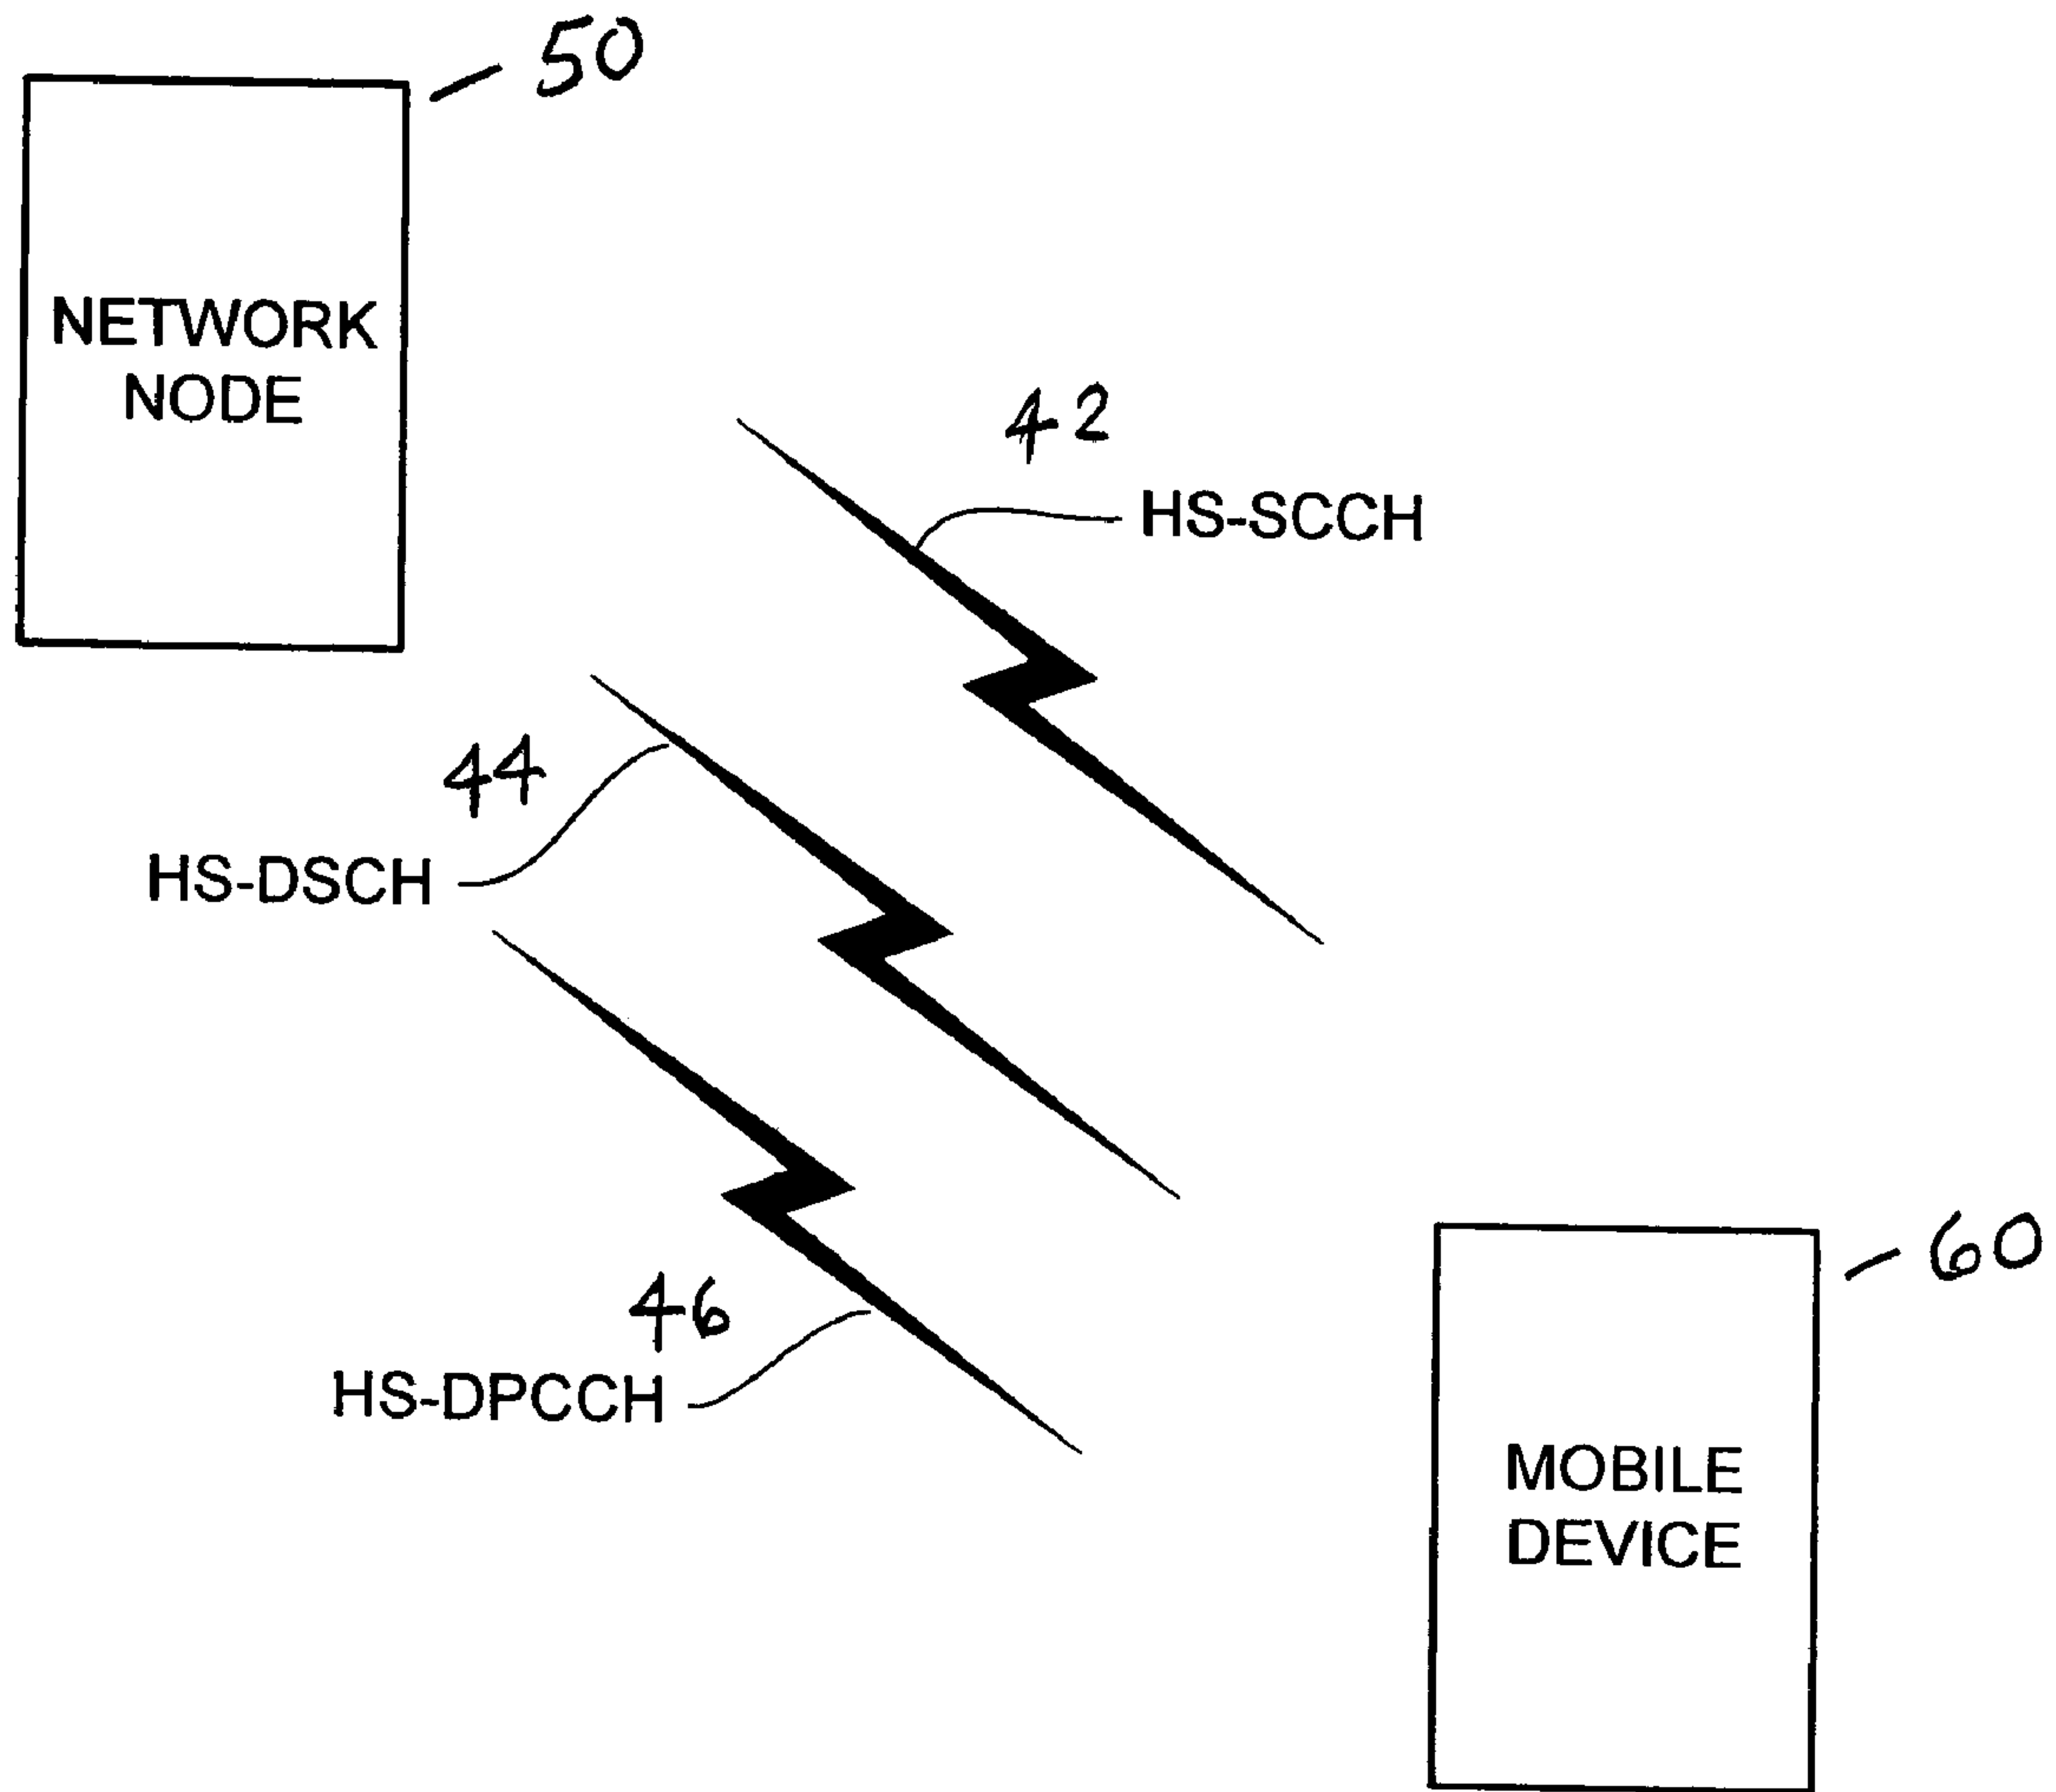 50
NETWORK
NODE
42
HS-SCCH
44
HS-DSCH
46
HS-DPCCH
60
MOBILE
DEVICE